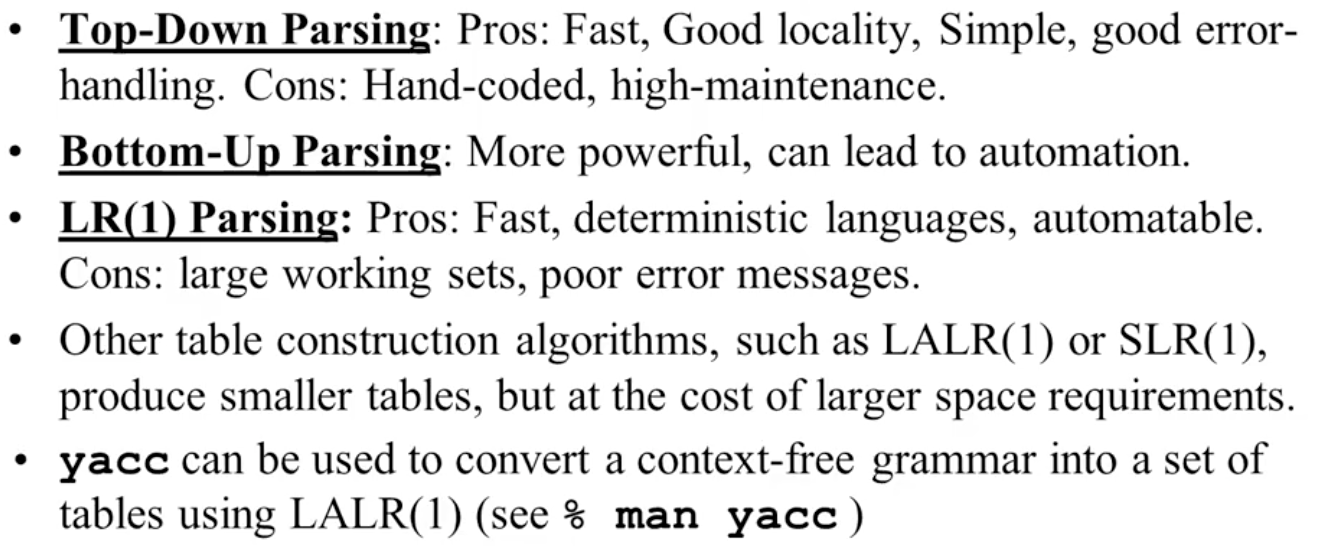 • Top-Down Parsing: Pros: Fast, Good locality, Simple, good error-
handling. Cons: Hand-coded, high-maintenance.
• Bottom-Up Parsing: More powerful, can lead to automation.
• LR(1) Parsing: Pros: Fast, deterministic languages, automatable.
Cons: large working sets, poor error messages.
• Other table construction algorithms, such as LALR(1) or SLR(1),
produce smaller tables, but at the cost of larger space requirements.
• yacc can be used to convert a context-free grammar into a set of
tables using LALR(1) (see % man yacc )